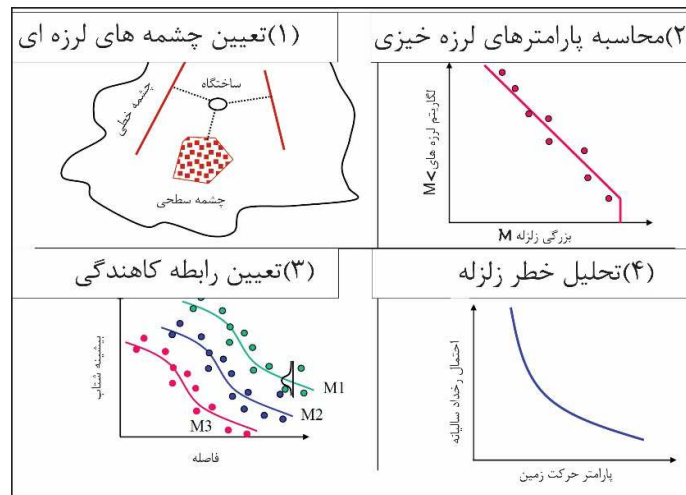 (۱)تعیین چشمه های لرزه ای
ساختگاه
چشمه خطی
چشمه سطحی
(۲)محاسبه پارامترهای لرزه خیزی
لگاریتم لرزه های M<
بزرگی زلزله M
(۳)تعیین رابطه کاهندگی
بیشینه شتاب
M1
M2
M3
فاصله
(۴)تحلیل خطر زلزله
احتمال رخداد سالیانه
پارامتر حرکت زمین